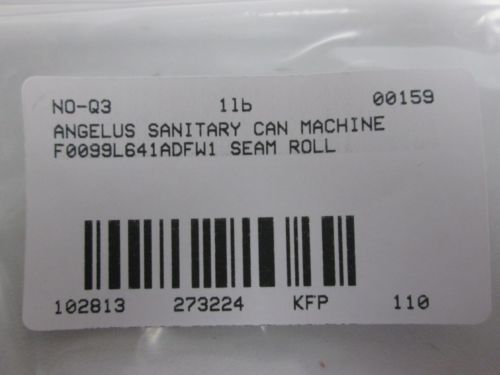 NO-Q3 1lb 00159
ANGELUS SANITARY CAN MACHINE
F0099L641ADFW1 SEAM ROLL
102813 273224 KFP 110